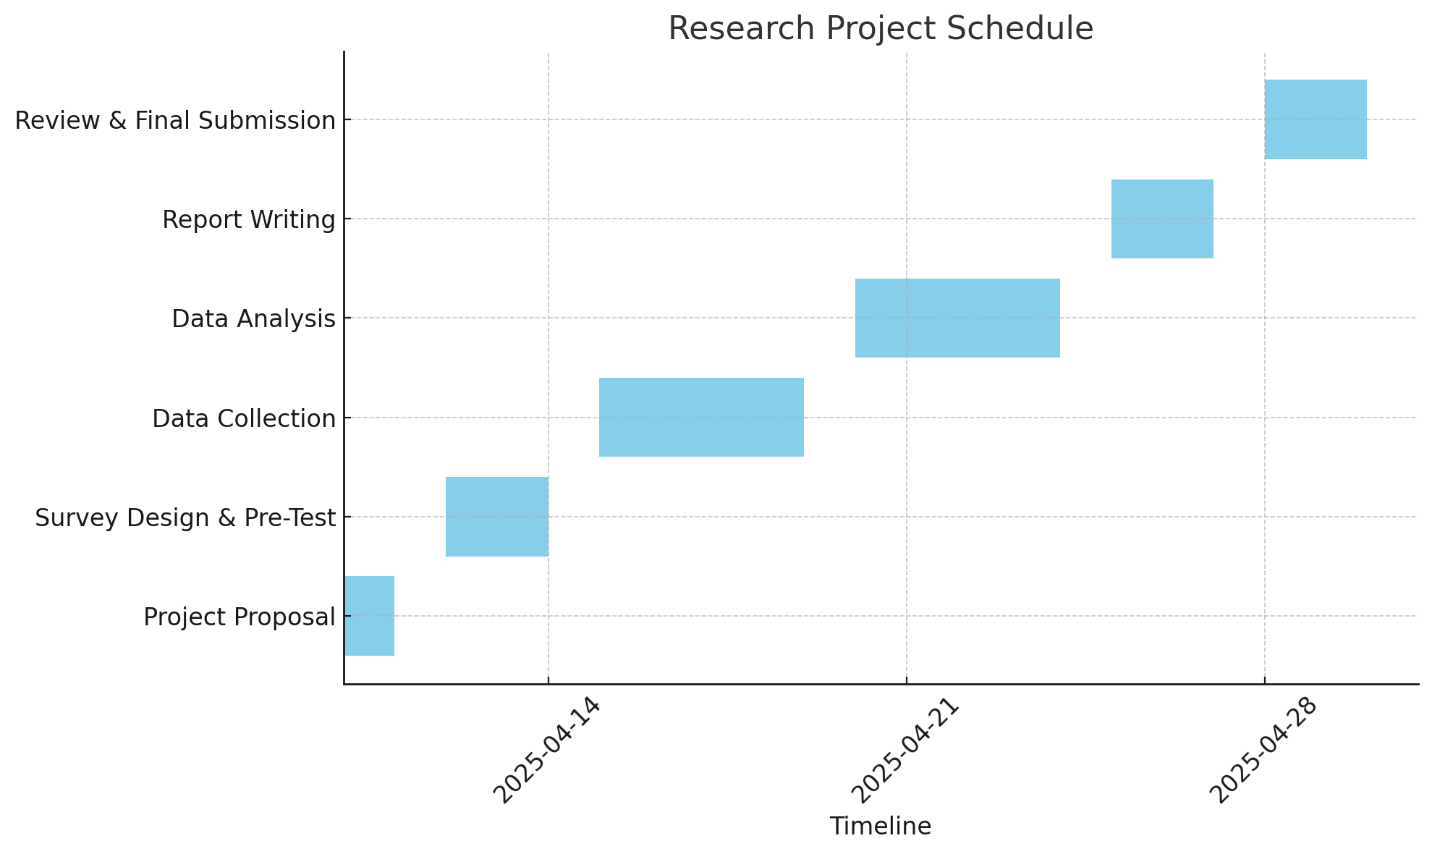 Research Project Schedule
Review & Final Submission
Report Writing
Data Analysis
Data Collection
Survey Design & Pre-Test
Project Proposal
2025-04-14
2025-04-21
2025-04-28
Timeline